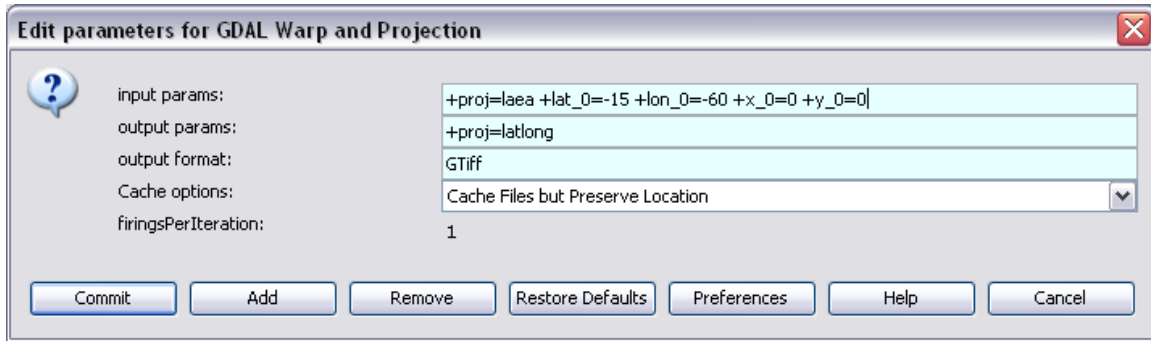 Edit parameters for GDAL Warp and Projection
input params: +proj=laea +lat_0=-15 +lon_0=-60 +x_0=0 +y_0=0
output params: +proj=latlong
output format: GTiff
Cache options: Cache Files but Preserve Location
firingsPerIteration: 1
Commit Add Remove Restore Defaults Preferences Help Cancel